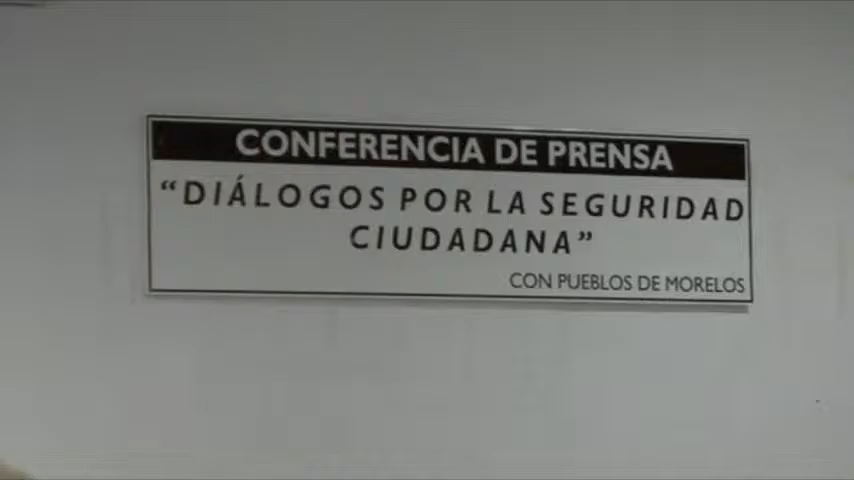 CONFERENCIA DE PRENSA
“DIÁLOGOS POR LA SEGURIDAD
CIUDADANA”
CON PUEBLOS DE MORELOS